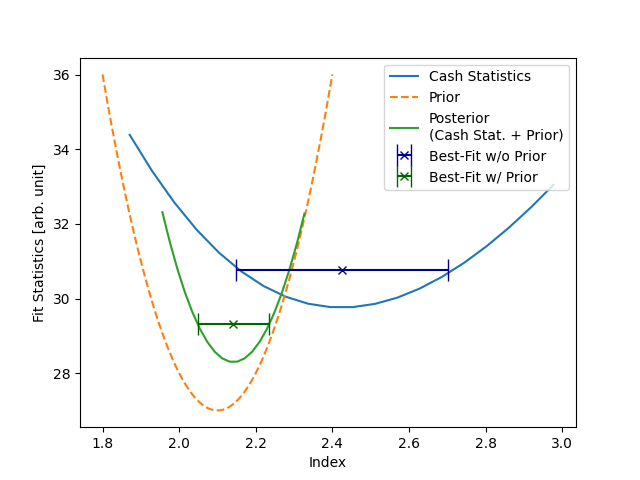 36
34
32
30
28
Fit Statistics [arb. unit]
Cash Statistics
Prior
Posterior
(Cash Stat. + Prior)
Best-Fit w/o Prior
Best-Fit w/ Prior
1.8 2.0 2.2 2.4 2.6 2.8 3.0
Index